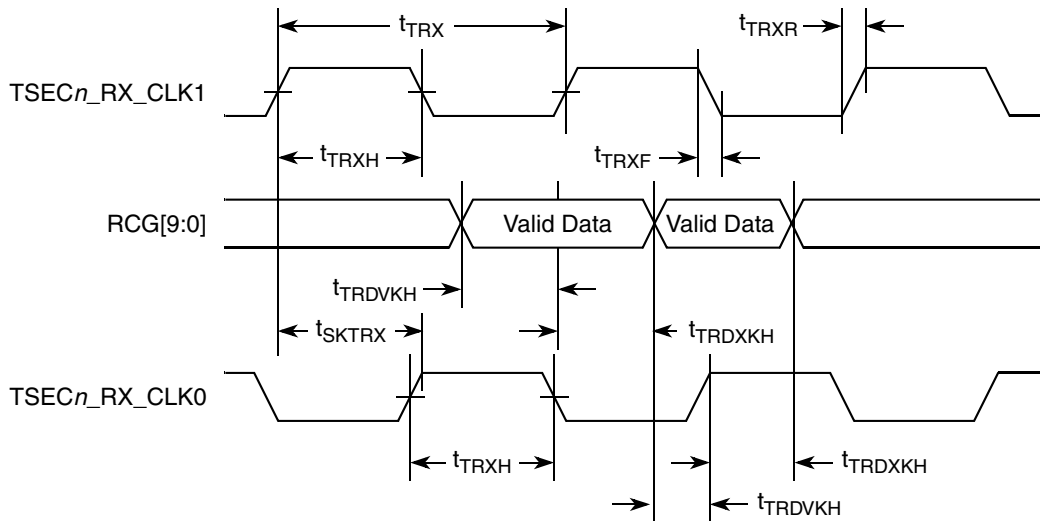 tTRX
tTRXR
TSECn_RX_CLK1
tTRXH
tTRXF
RCG[9:0]
Valid Data
Valid Data
tTRDVKH
tSKTRX
tTRDXKH
TSECn_RX_CLK0
tTRXH
tTRDXKH
tTRDVKH